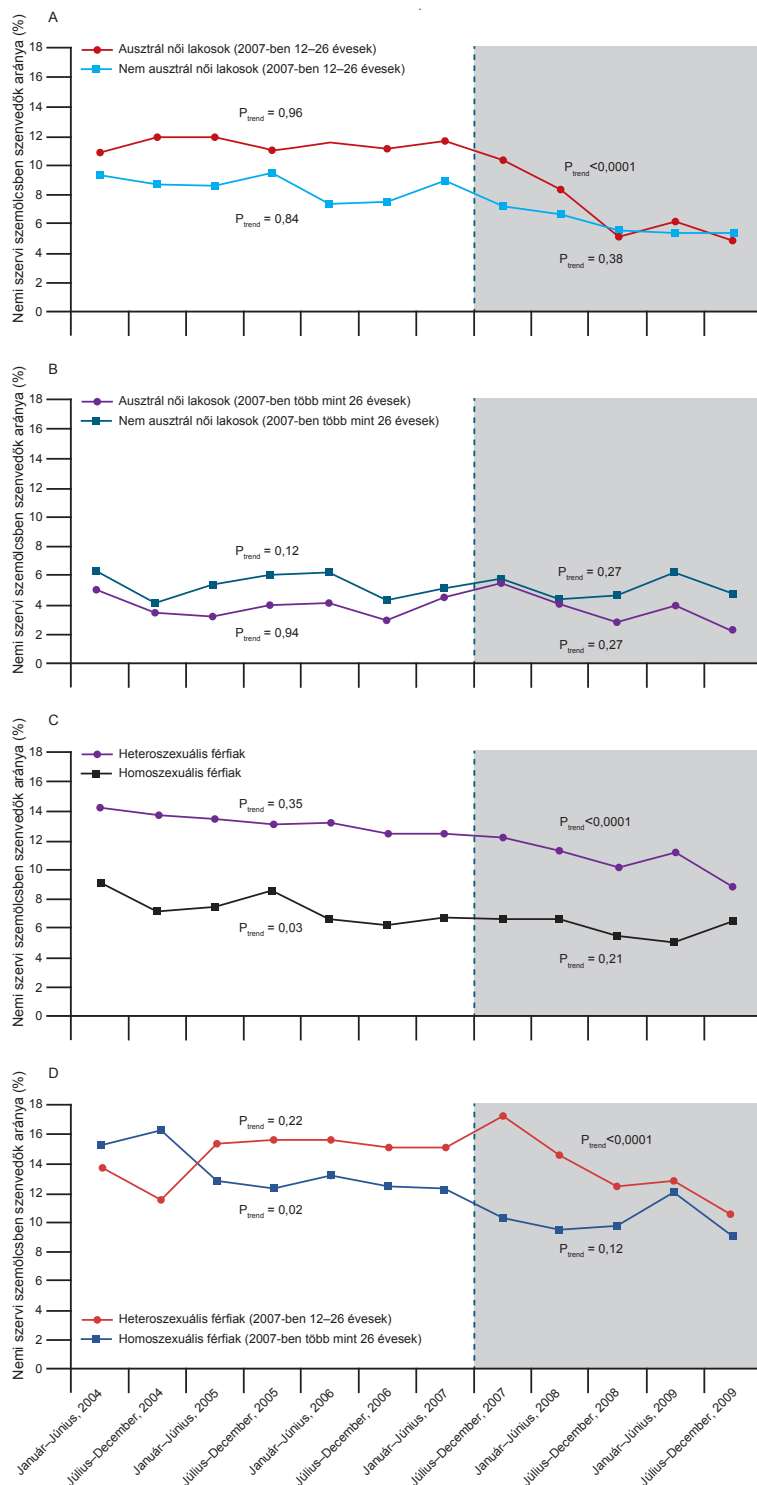 A
Nemi szervi szemölcsben szenvedők aránya (%)
18
16
14
12
10
8
6
4
2
0
Ausztrál női lakosok (2007-ben 12–26 évesek)
Nem ausztrál női lakosok (2007-ben 12–26 évesek)
Ptrend = 0,96
Ptrend = 0,84
Ptrend<0,0001
Ptrend = 0,38
B
Nemi szervi szemölcsben szenvedők aránya (%)
18
16
14
12
10
8
6
4
2
0
Ausztrál női lakosok (2007-ben több mint 26 évesek)
Nem ausztrál női lakosok (2007-ben több mint 26 évesek)
Ptrend = 0,12
Ptrend = 0,94
Ptrend = 0,27
Ptrend = 0,27
C
Nemi szervi szemölcsben szenvedők aránya (%)
18
16
14
12
10
8
6
4
2
0
Heteroszexuális férfiak
Homoszexuális férfiak
Ptrend = 0,35
Ptrend = 0,03
Ptrend<0,0001
Ptrend = 0,21
D
Nemi szervi szemölcsben szenvedők aránya (%)
18
16
14
12
10
8
6
4
2
0
Ptrend = 0,22
Ptrend = 0,02
Ptrend<0,0001
Ptrend = 0,12
Heteroszexuális férfiak (2007-ben 12–26 évesek)
Homoszexuális férfiak (2007-ben több mint 26 évesek)
Január–Június, 2004
Július–December, 2004
Január–Június, 2005
Július–December, 2005
Január–Június, 2006
Július–December, 2006
Január–Június, 2007
Július–December, 2007
Január–Június, 2008
Július–December, 2008
Január–Június, 2009
Július–December, 2009